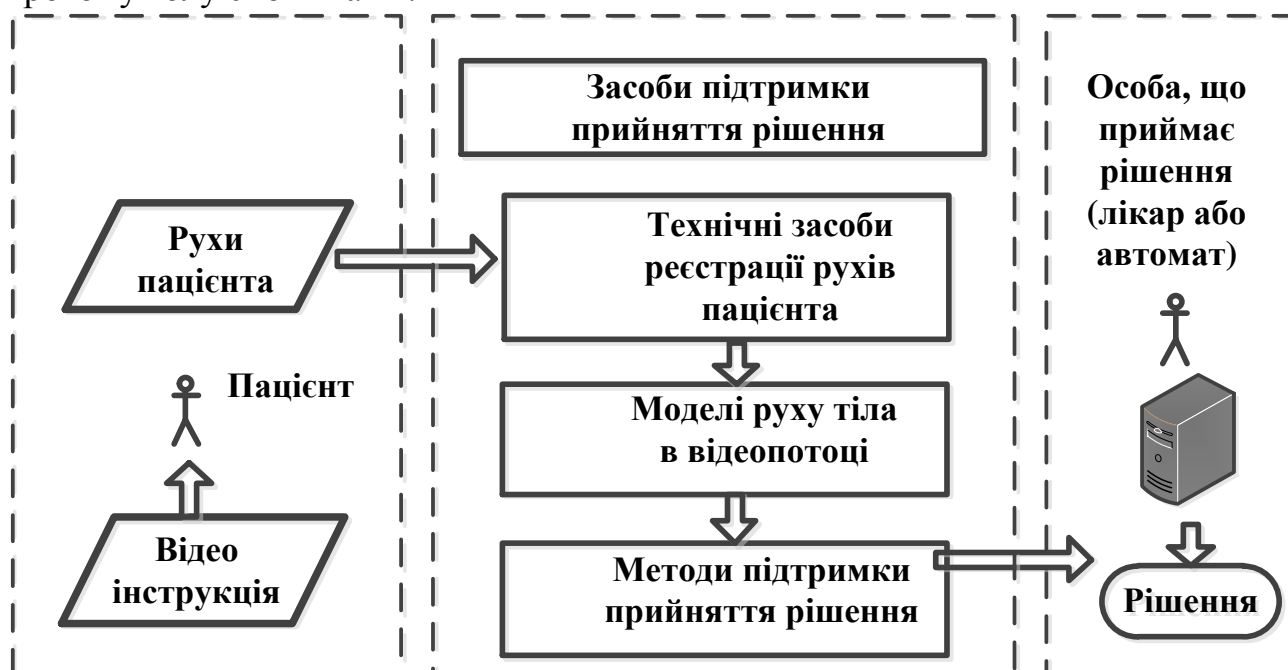 Засоби підтримки
прийняття рішення
Особа, що
приймає
рішення
(лікар або
автомат)
Рухи
пацієнта
Технічні засоби
реєстрації рухів
пацієнта
Пацієнт
Моделі руху тіла
в відеопотоці
Відео
інструкція
Методи підтримки
прийняття рішення
Рішення